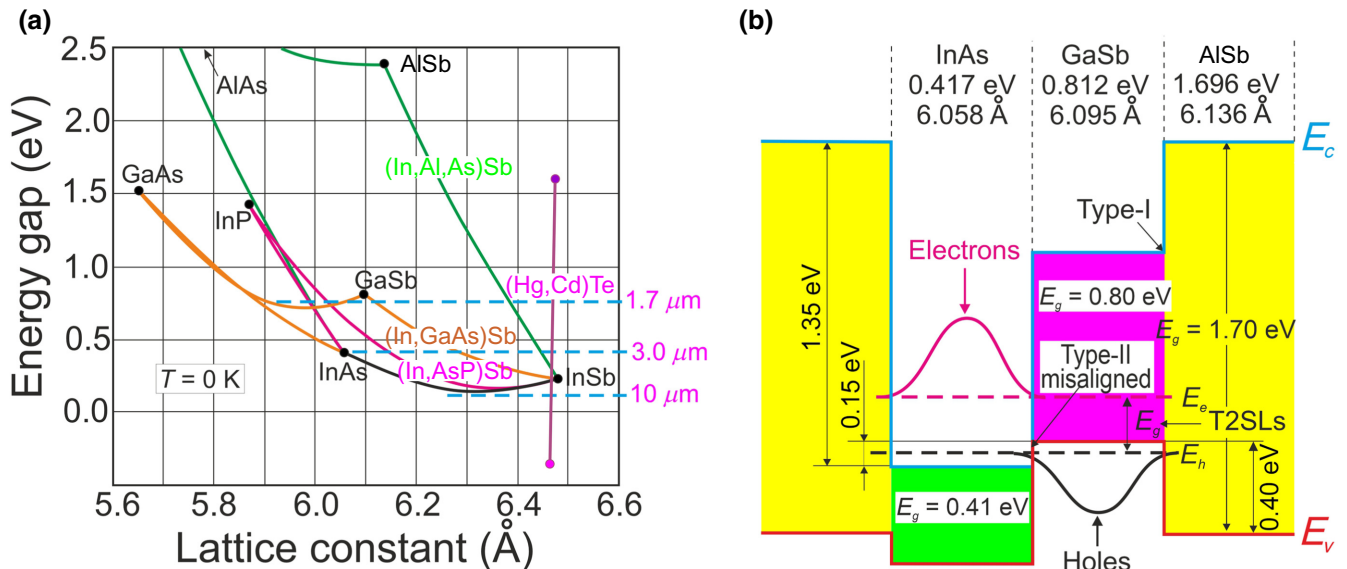 (a)
Energy gap (eV)
2.5
2.0
1.5
1.0
0.5
0.0
5.6
5.8
6.0
6.2
6.4
6.6
Lattice constant (Å)
AlAs
AlSb
GaAs
InP
(In,Al,As)Sb
GaSb
(Hg,Cd)Te
1.7 μm
(In,GaAs)Sb
3.0 μm
InAs
(In,AsP)Sb
InSb
T = 0 K
10 μm
(b)
InAs
0.417 eV
6.058 Å
GaSb
0.812 eV
6.095 Å
AlSb
1.696 eV
6.136 Å
Ec
Type-I
Electrons
1.35 eV
Eg = 0.80 eV
Eg = 1.70 eV
Type-II
misaligned
0.15 eV
Ee
Eg
T2SLs
Eh
0.40 eV
Eg = 0.41 eV
Ev
Holes